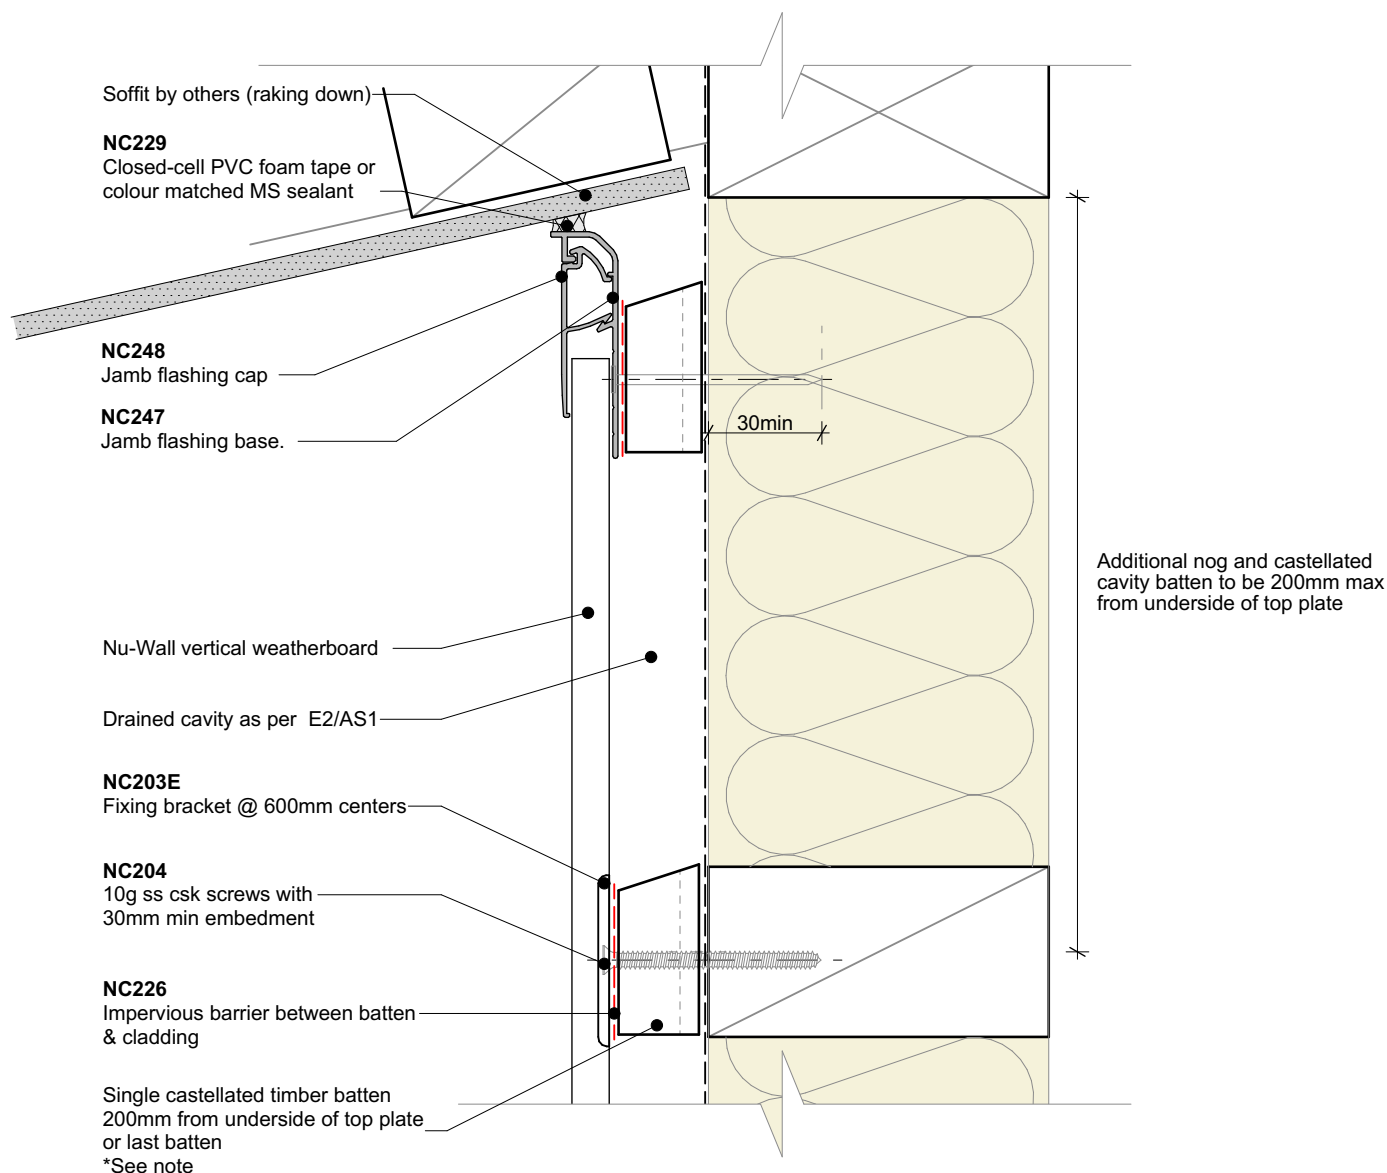 Soffit by others (raking down)
NC229
Closed-cell PVC foam tape or
colour matched MS sealant
NC248
Jamb flashing cap
NC247
Jamb flashing base.
30min
Additional nog and castellated
cavity batten to be 200mm max
from underside of top plate
Nu-Wall vertical weatherboard
Drained cavity as per E2/AS1
NC203E
Fixing bracket @ 600mm centers
NC204
10g ss csk screws with
30mm min embedment
NC226
Impervious barrier between batten
& cladding
Single castellated timber batten
200mm from underside of top plate
or last batten
*See note